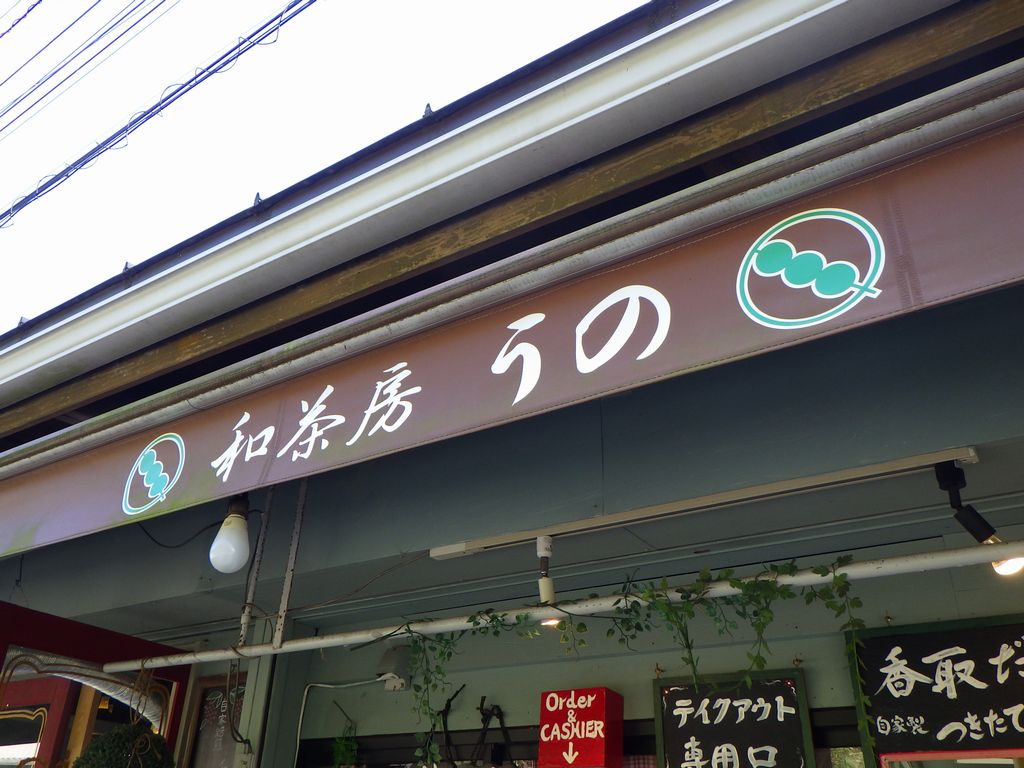 和茶房 うの
Order
&
CASHIER
↓
テイクアウト
専用口
香取だ
自家製 つきたて